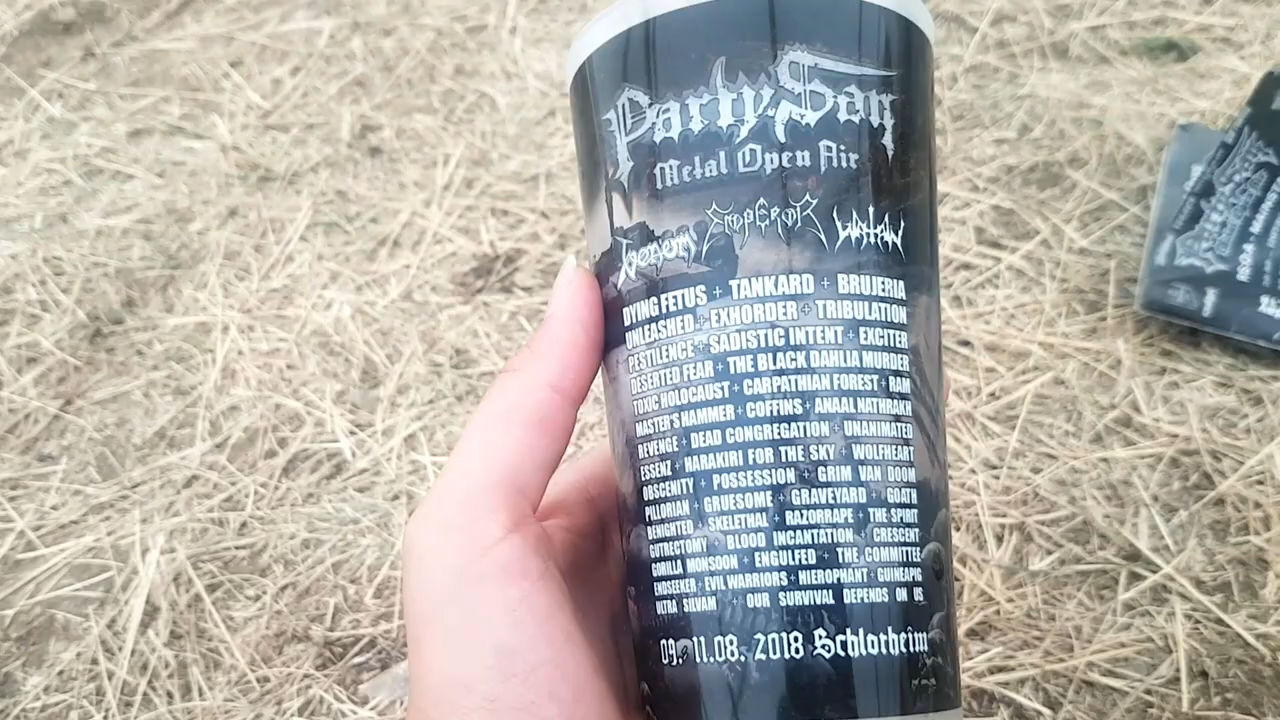 Party.San
Metal Open Air
Venom EMPEROR WATAIN
DYING FETUS + TANKARD + BRUJERIA
UNLEASHED + EXHORDER + TRIBULATION
PESTILENCE + SADISTIC INTENT + EXCITER
DESERTED FEAR + THE BLACK DAHLIA MURDER
TOXIC HOLOCAUST + CARPATHIAN FOREST + RAM
MASTER'S HAMMER + COFFINS + ANAAL NATHRAKH
REVENGE + DEAD CONGREGATION + UNANIMATED
ESSENZ + HARAKIRI FOR THE SKY + WOLFHEART
OBSCENITY + POSSESSION + GRIM VAN DOOM
PILLORIAN + GRUESOME + GRAVEYARD + GOATH
BENIGHTED + SKELETHAL + RAZORRAPE + THE SPIRIT
GUTRECTOMY + BLOOD INCANTATION + CRESCENT
GORILLA MONSOON + ENGULFED + THE COMMITTEE
ENDSEEKER + EVIL WARRIORS + HIEROPHANT + GUINEAPIG
ULTRA SILVAM + OUR SURVIVAL DEPENDS ON US
09.- 11.08. 2018 Schlotheim